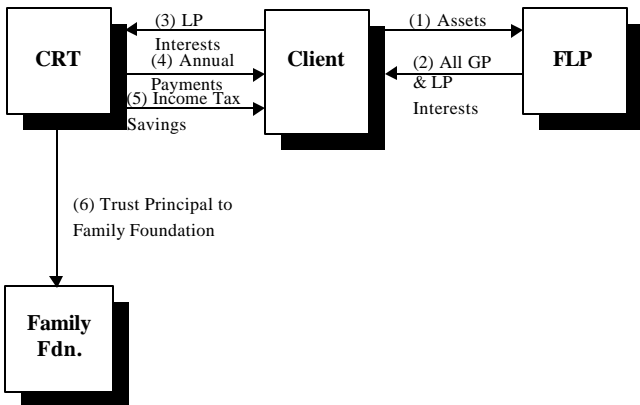 (3) LP
Interests
(4) Annual
Payments
(5) Income Tax
Savings
(1) Assets
(2) All GP
& LP
Interests
CRT
Client
FLP
(6) Trust Principal to
Family Foundation
Family
Fdn.